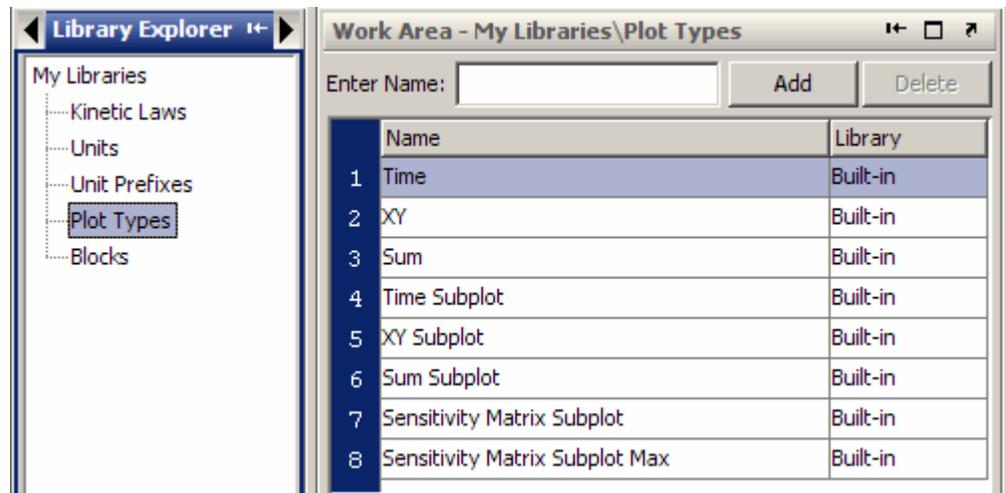 Library Explorer
My Libraries
Kinetic Laws
Units
Unit Prefixes
Plot Types
Blocks
Work Area - My Libraries\Plot Types
Enter Name: Add Delete
Name Library
1 Time Built-in
2 XY Built-in
3 Sum Built-in
4 Time Subplot Built-in
5 XY Subplot Built-in
6 Sum Subplot Built-in
7 Sensitivity Matrix Subplot Built-in
8 Sensitivity Matrix Subplot Max Built-in